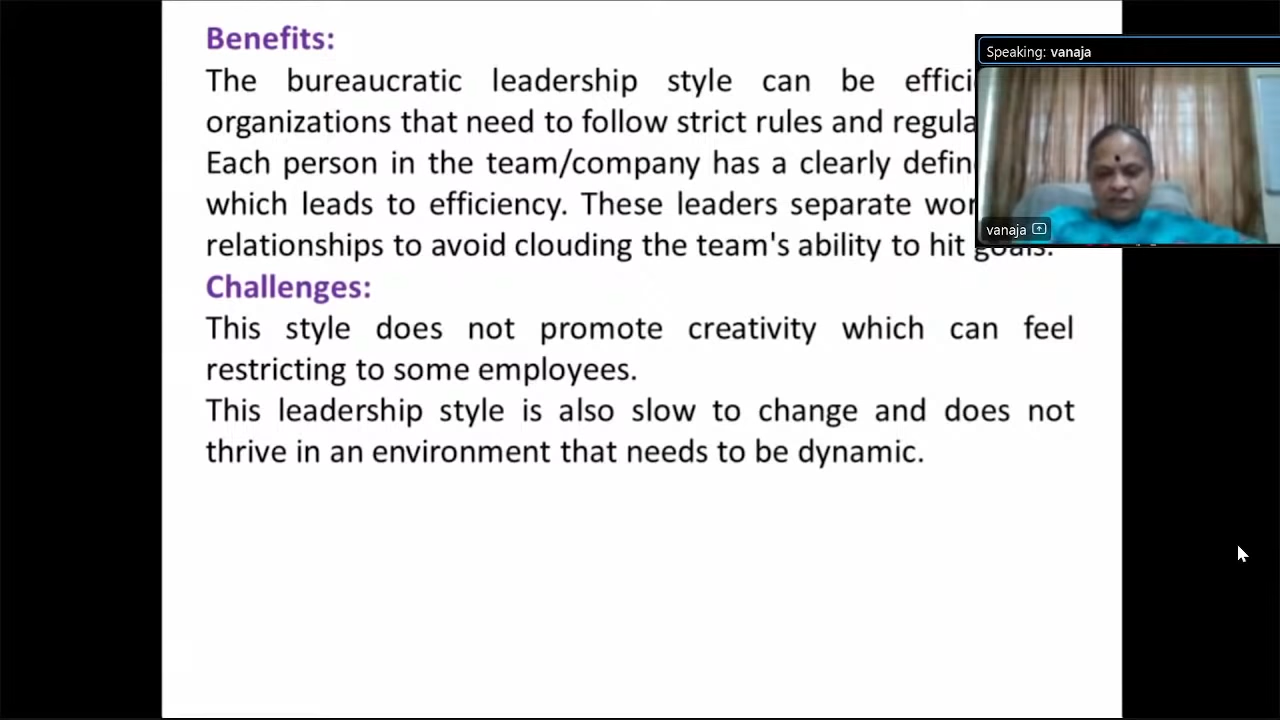 Benefits:
The bureaucratic leadership style can be
organizations that need to follow strict rules and
Each person in the team/company has a clearly
which leads to efficiency. These leaders separate
relationships to avoid clouding the team's ability to hit goals.
Challenges:
This style does not promote creativity which can feel
restricting to some employees.
This leadership style is also slow to change and does not
thrive in an environment that needs to be dynamic.
Speaking: vanaja
vanaja